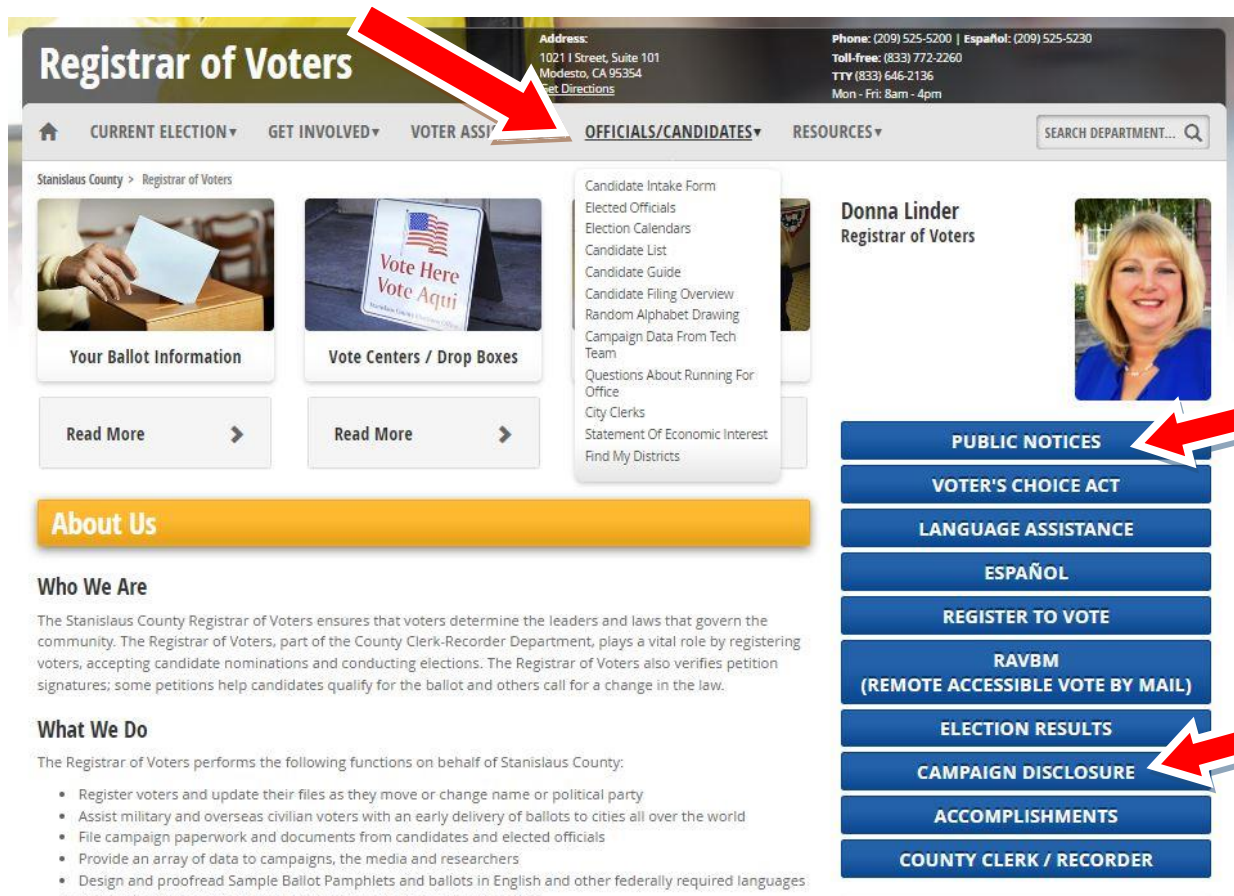 Registrar of Voters
Address:
1021 I Street, Suite 101
Modesto, CA 95354
Get Directions
Phone: (209) 525-5200 | Español: (209) 525-5230
Toll-free: (833) 772-2260
TTY (833) 646-2136
Mon - Fri: 8am - 4pm
CURRENT ELECTION GET INVOLVED VOTER OFFICIALS/CANDIDATES RESOURCES SEARCH DEPARTMENT...
Stanislaus County > Registrar of Voters
Vote Here
Vote Aqui
Your Ballot Information
Vote Centers / Drop Boxes
Read More
Read More
Candidate Intake Form
Elected Officials
Election Calendars
Candidate List
Candidate Guide
Candidate Filing Overview
Random Alphabet Drawing
Campaign Data From Tech
Team
Questions About Running For
Office
City Clerks
Statement Of Economic Interest
Find My Districts
Donna Linder
Registrar of Voters
PUBLIC NOTICES
VOTER'S CHOICE ACT
LANGUAGE ASSISTANCE
ESPAÑOL
REGISTER TO VOTE
RAVBM
(REMOTE ACCESSIBLE VOTE BY MAIL)
ELECTION RESULTS
CAMPAIGN DISCLOSURE
ACCOMPLISHMENTS
COUNTY CLERK / RECORDER
About Us
Who We Are
The Stanislaus County Registrar of Voters ensures that voters determine the leaders and laws that govern the
community. The Registrar of Voters, part of the County Clerk-Recorder Department, plays a vital role by registering
voters, accepting candidate nominations and conducting elections. The Registrar of Voters also verifies petition
signatures; some petitions help candidates qualify for the ballot and others call for a change in the law.
What We Do
The Registrar of Voters performs the following functions on behalf of Stanislaus County:
• Register voters and update their files as they move or change name or political party
• Assist military and overseas civilian voters with an early delivery of ballots to cities all over the world
• File campaign paperwork and documents from candidates and elected officials
• Provide an array of data to campaigns, the media and researchers
• Design and proofread Sample Ballot Pamphlets and ballots in English and other federally required languages